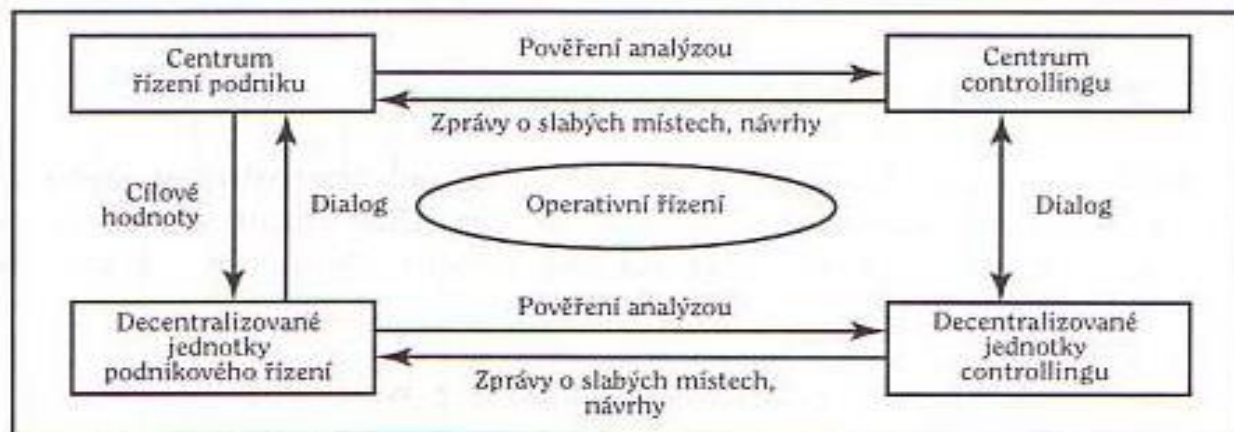 Centrum
řízení podniku
Pověření analýzou
Centrum
controllingu
Zprávy o slabých místech, návrhy
Cílové
hodnoty
Dialog
Operativní řízení
Dialog
Decentralizované
jednotky
podnikového řízení
Pověření analýzou
Decentralizované
jednotky
controllingu
Zprávy o slabých místech,
návrhy